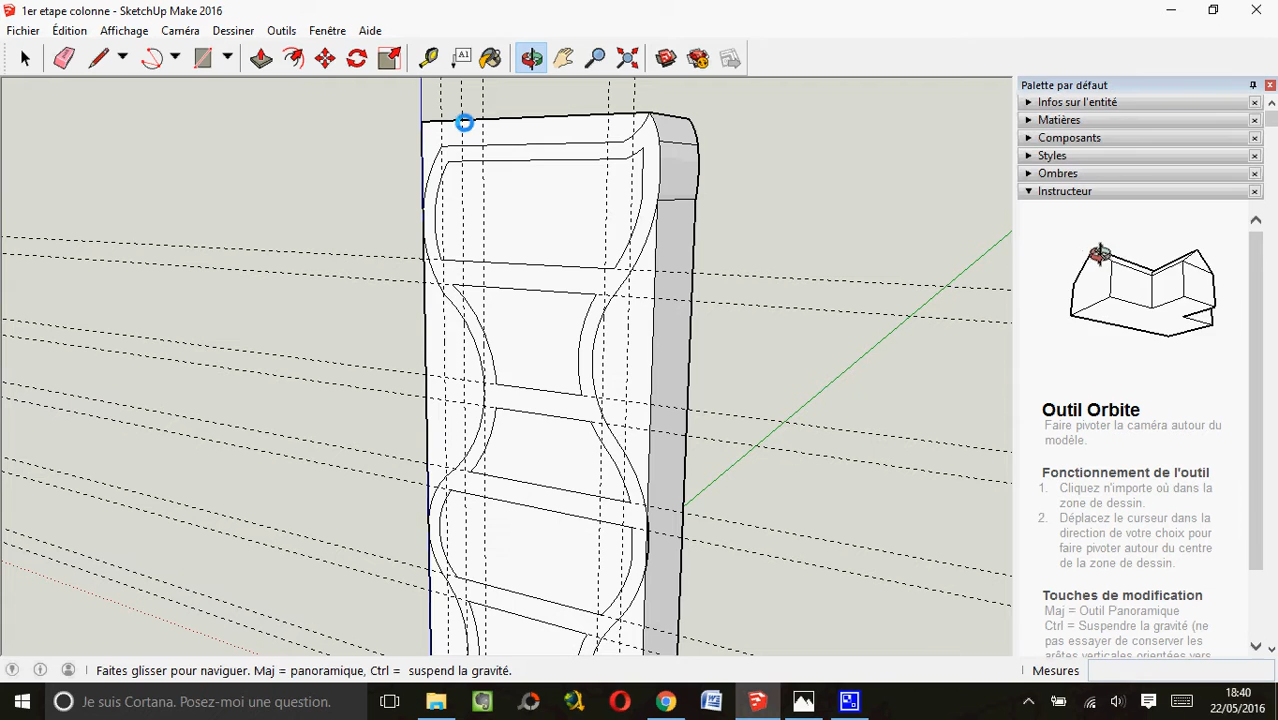 1er etape colonne - SketchUp Make 2016
Fichier Édition Affichage Caméra Dessiner Outils Fenêtre Aide
A1
Palette par défaut
Infos sur l'entité
Matières
Composants
Styles
Ombres
Instructeur
Outil Orbite
Faire pivoter la caméra autour du
modèle.
Fonctionnement de l'outil
1. Cliquez n'importe où dans la
zone de dessin.
2. Déplacez le curseur dans la
direction de votre choix pour
faire pivoter autour du centre
de la zone de dessin.
Touches de modification
Maj = Outil Panoramique
Ctrl = Suspendre la gravité (ne
pas essayer de conserver les
arêtes verticales orientées vers
Faites glisser pour naviguer. Maj = panoramique, Ctrl = suspend la gravité.
Mesures
Je suis Cortana. Posez-moi une question.
18:40
22/05/2016